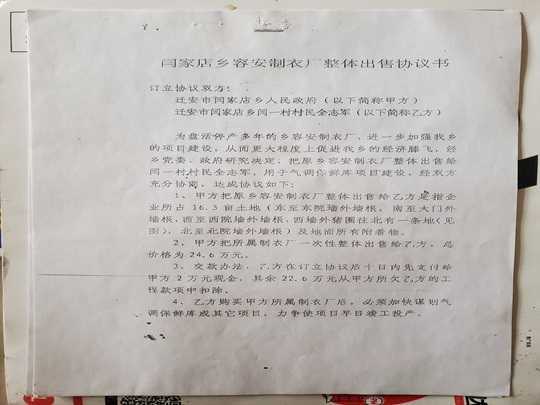 闫家店乡容安制衣厂整体出售协议书
订立协议双方:
迁安市闫家店乡人民政府(以下简称甲方)
迁安市闫家店乡闫一村村民全志军(以下简称乙方)
为盘活停产多年的乡容安制衣厂,进一步加强我乡
的项目建设,从而更大程度上促进我乡的经济腾飞,经
乡党委、政府研究决定,把原乡容安制衣厂整体出售给
闫一村村民全志军,用于气调保鲜库项目建设,经双方
充分协商,达成协议如下:
1、甲方把原乡容安制衣厂整体出售给乙方是指企
业所占16.3亩土地(东至东院墙外墙根,南至大门外
墙根,西至西院墙外墙根,西墙外猪圈往北有一条地(见
图),北至北院墙外墙根)及地面所有附着物。
2、甲方把所属制衣厂一次性整体出售给乙方,总
价格为24.6万元。
3、交款办法,乙方在订立协议后十日内先支付给
甲方2万元现金,其余22.6万元从甲方所欠乙方的工
程款项中扣除。
4、乙方购买甲方所属制衣厂后,必须加快谋划气
调保鲜库或其它项目,力争使项目早日竣工投产。